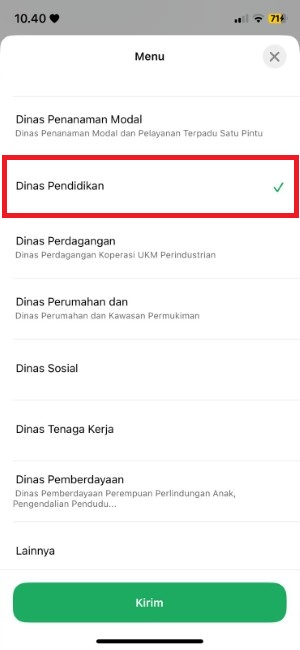 10.40
71
Menu
Dinas Penanaman Modal
Dinas Penanaman Modal dan Pelayanan Terpadu Satu Pintu
Dinas Pendidikan
Dinas Perdagangan
Dinas Perdagangan Koperasi UKM Perindustrian
Dinas Perumahan dan
Dinas Perumahan dan Kawasan Permukiman
Dinas Sosial
Dinas Tenaga Kerja
Dinas Pemberdayaan
Dinas Pemberdayaan Perempuan Perlindungan Anak,
Pengendalian Pendudu...
Lainnya
Kirim